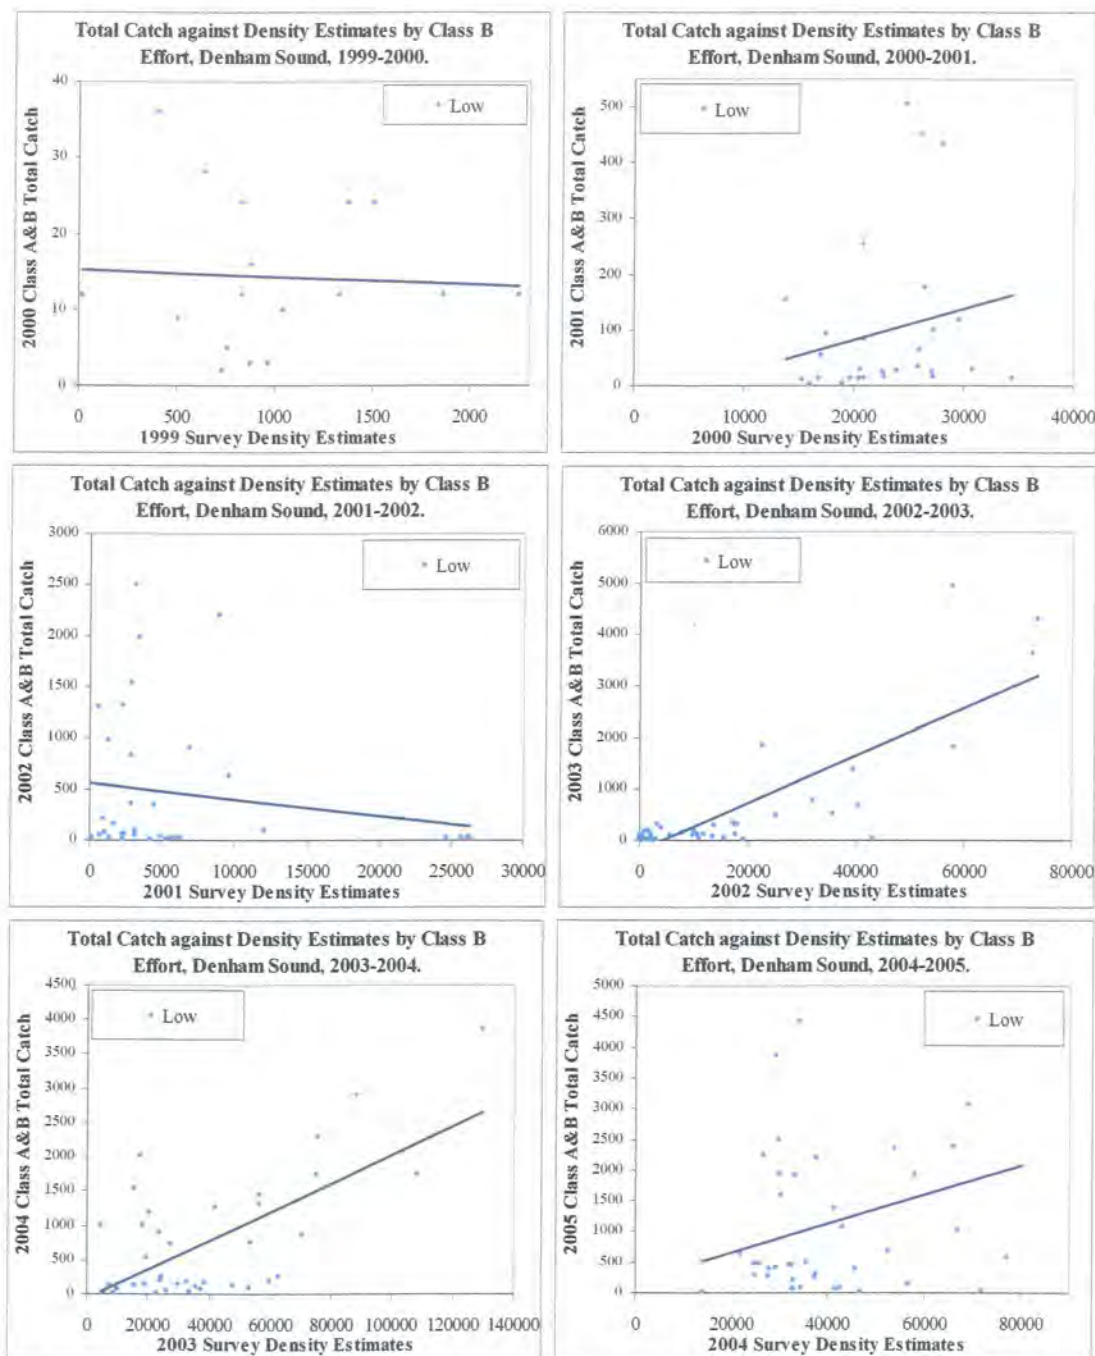 Total Catch against Density Estimates by Class B
Effort, Denham Sound, 1999-2000.
2000 Class A&B Total Catch
40
30
20
10
0
Low
0
500
1000
1500
2000
1999 Survey Density Estimates
Total Catch against Density Estimates by Class B
Effort, Denham Sound, 2000-2001.
2001 Class A&B Total Catch
500
400
300
200
100
0
Low
0
10000
20000
30000
40000
2000 Survey Density Estimates
Total Catch against Density Estimates by Class B
Effort, Denham Sound, 2001-2002.
2002 Class A&B Total Catch
3000
2500
2000
1500
1000
500
0
Low
0
5000
10000
15000
20000
25000
30000
2001 Survey Density Estimates
Total Catch against Density Estimates by Class B
Effort, Denham Sound, 2002-2003.
2003 Class A&B Total Catch
6000
5000
4000
3000
2000
1000
0
Low
0
20000
40000
60000
80000
2002 Survey Density Estimates
Total Catch against Density Estimates by Class B
Effort, Denham Sound, 2003-2004.
2004 Class A&B Total Catch
4500
4000
3500
3000
2500
2000
1500
1000
500
0
Low
0
20000
40000
60000
80000
100000
120000
140000
2003 Survey Density Estimates
Total Catch against Density Estimates by Class B
Effort, Denham Sound, 2004-2005.
2005 Class A&B Total Catch
5000
4500
4000
3500
3000
2500
2000
1500
1000
500
0
Low
0
20000
40000
60000
80000
2004 Survey Density Estimates